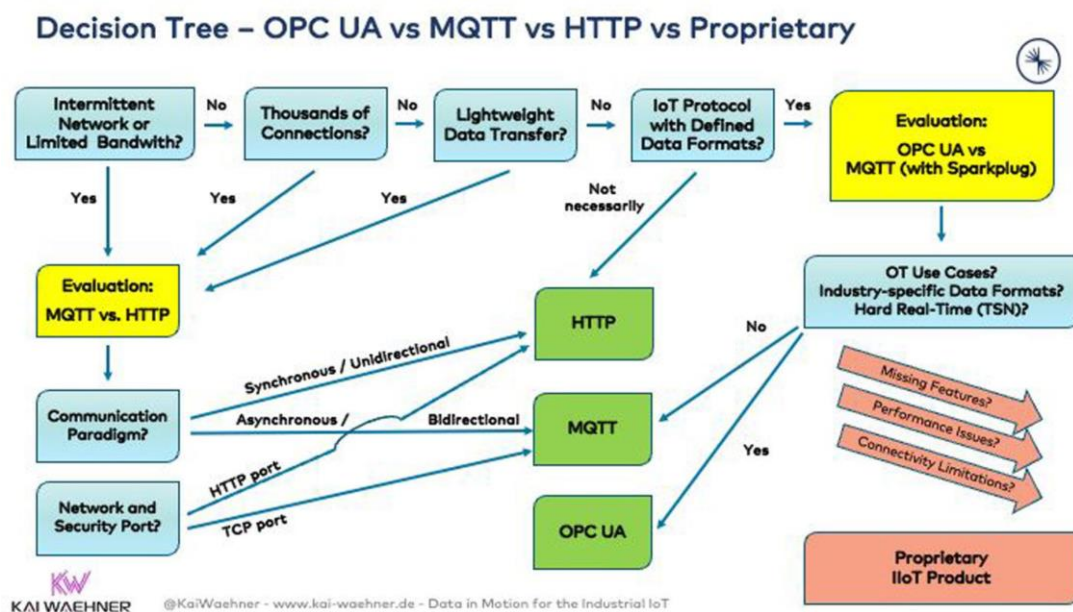 Decision Tree – OPC UA vs MQTT vs HTTP vs Proprietary
Intermittent
Network or
Limited Bandwith?
No
Thousands of
Connections?
No
Lightweight
Data Transfer?
No
IoT Protocol
with Defined
Data Formats?
Yes
Evaluation:
OPC UA vs
MQTT (with Sparkplug)
Yes
Yes
Yes
Not
necessarily
Evaluation:
MQTT vs. HTTP
HTTP
OT Use Cases?
Industry-specific Data Formats?
Hard Real-Time (TSN)?
No
Synchronous / Unidirectional
Communication
Paradigm?
Asynchronous /
Bidirectional
MQTT
Missing Features?
Performance Issues?
Connectivity Limitations?
Yes
HTTP port
Network and
Security Port?
TCP port
OPC UA
Proprietary
IIoT Product
KW
KAI WAEHNER
@KaiWaehner - www.kai-waehner.de - Data in Motion for the Industrial IoT